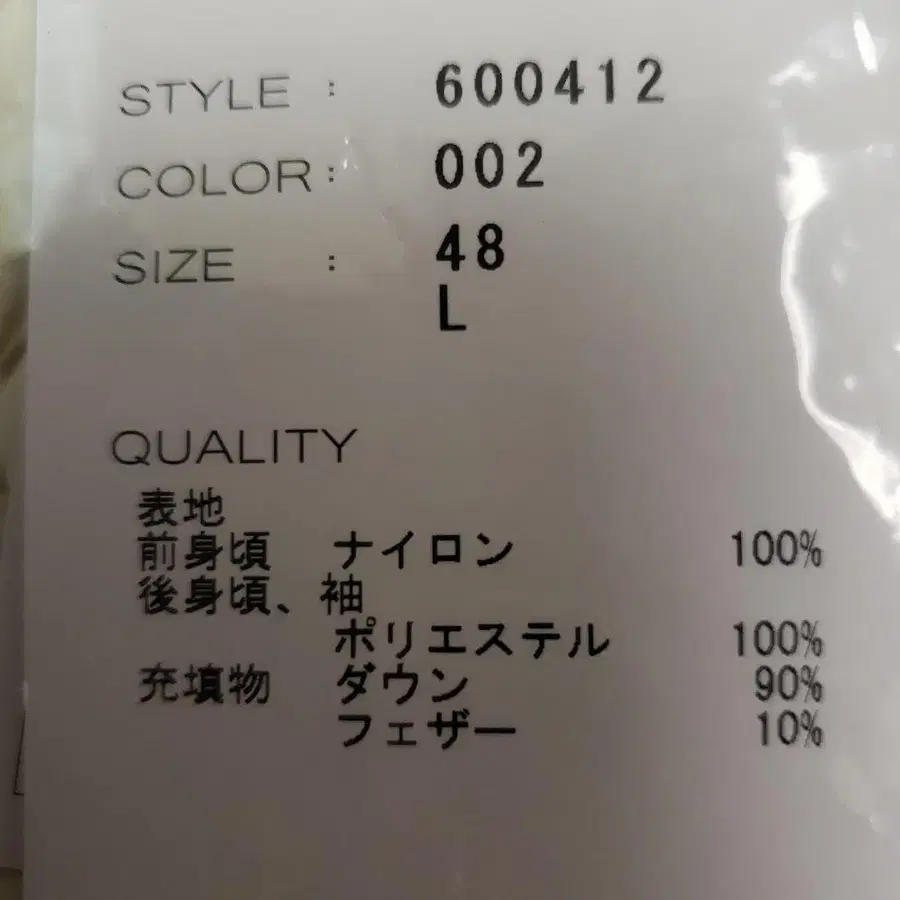 STYLE : 600412
COLOR: 002
SIZE : 48
L
QUALITY
表地
前身頃 ナイロン 100%
後身頃、袖
ポリエステル 100%
充填物 ダウン 90%
フェザー 10%